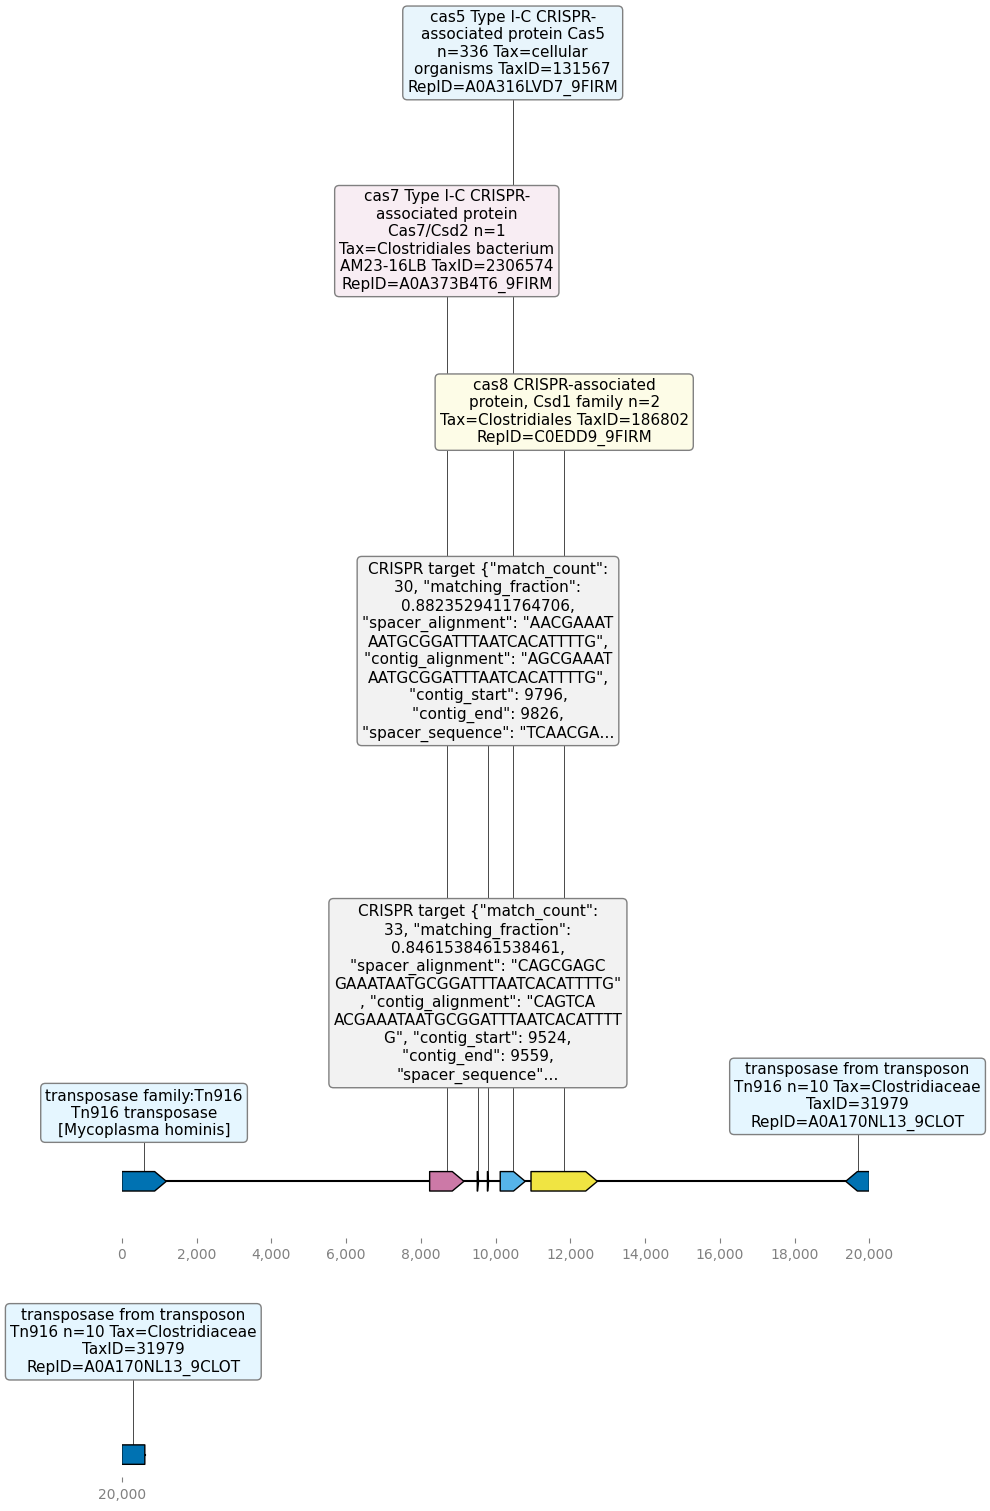 cas5 Type I-C CRISPR-
associated protein Cas5
n=336 Tax=cellular
organisms TaxID=131567
RepID=A0A316LVD7_9FIRM
cas7 Type I-C CRISPR-
associated protein
Cas7/Csd2 n=1
Tax=Clostridiales bacterium
AM23-16LB TaxID=2306574
RepID=A0A373B4T6_9FIRM
cas8 CRISPR-associated
protein, Csd1 family n=2
Tax=Clostridiales TaxID=186802
RepID=C0EDD9_9FIRM
CRISPR target {"match_count":
30, "matching_fraction":
0.8823529411764706,
"spacer_alignment": "AACGAAAT
AATGCGGATTTAATCACATTTTG",
"contig_alignment": "AGCGAAAT
AATGCGGATTTAATCACATTTTG",
"contig_start": 9796,
"contig_end": 9826,
"spacer_sequence": "TCAACGA...
CRISPR target {"match_count":
33, "matching_fraction":
0.8461538461538461,
"spacer_alignment": "CAGCGAGC
GAAATAATGCGGATTTAATCACATTTTG"
, "contig_alignment": "CAGTCA
ACGAAATAATGCGGATTTAATCACATTTT
G", "contig_start": 9524,
"contig_end": 9559,
"spacer_sequence"...
transposase family:Tn916
Tn916 transposase
[Mycoplasma hominis]
transposase from transposon
Tn916 n=10 Tax=Clostridiaceae
TaxID=31979
RepID=A0A170NL13_9CLOT
0 2,000 4,000 6,000 8,000 10,000 12,000 14,000 16,000 18,000 20,000
transposase from transposon
Tn916 n=10 Tax=Clostridiaceae
TaxID=31979
RepID=A0A170NL13_9CLOT
20,000